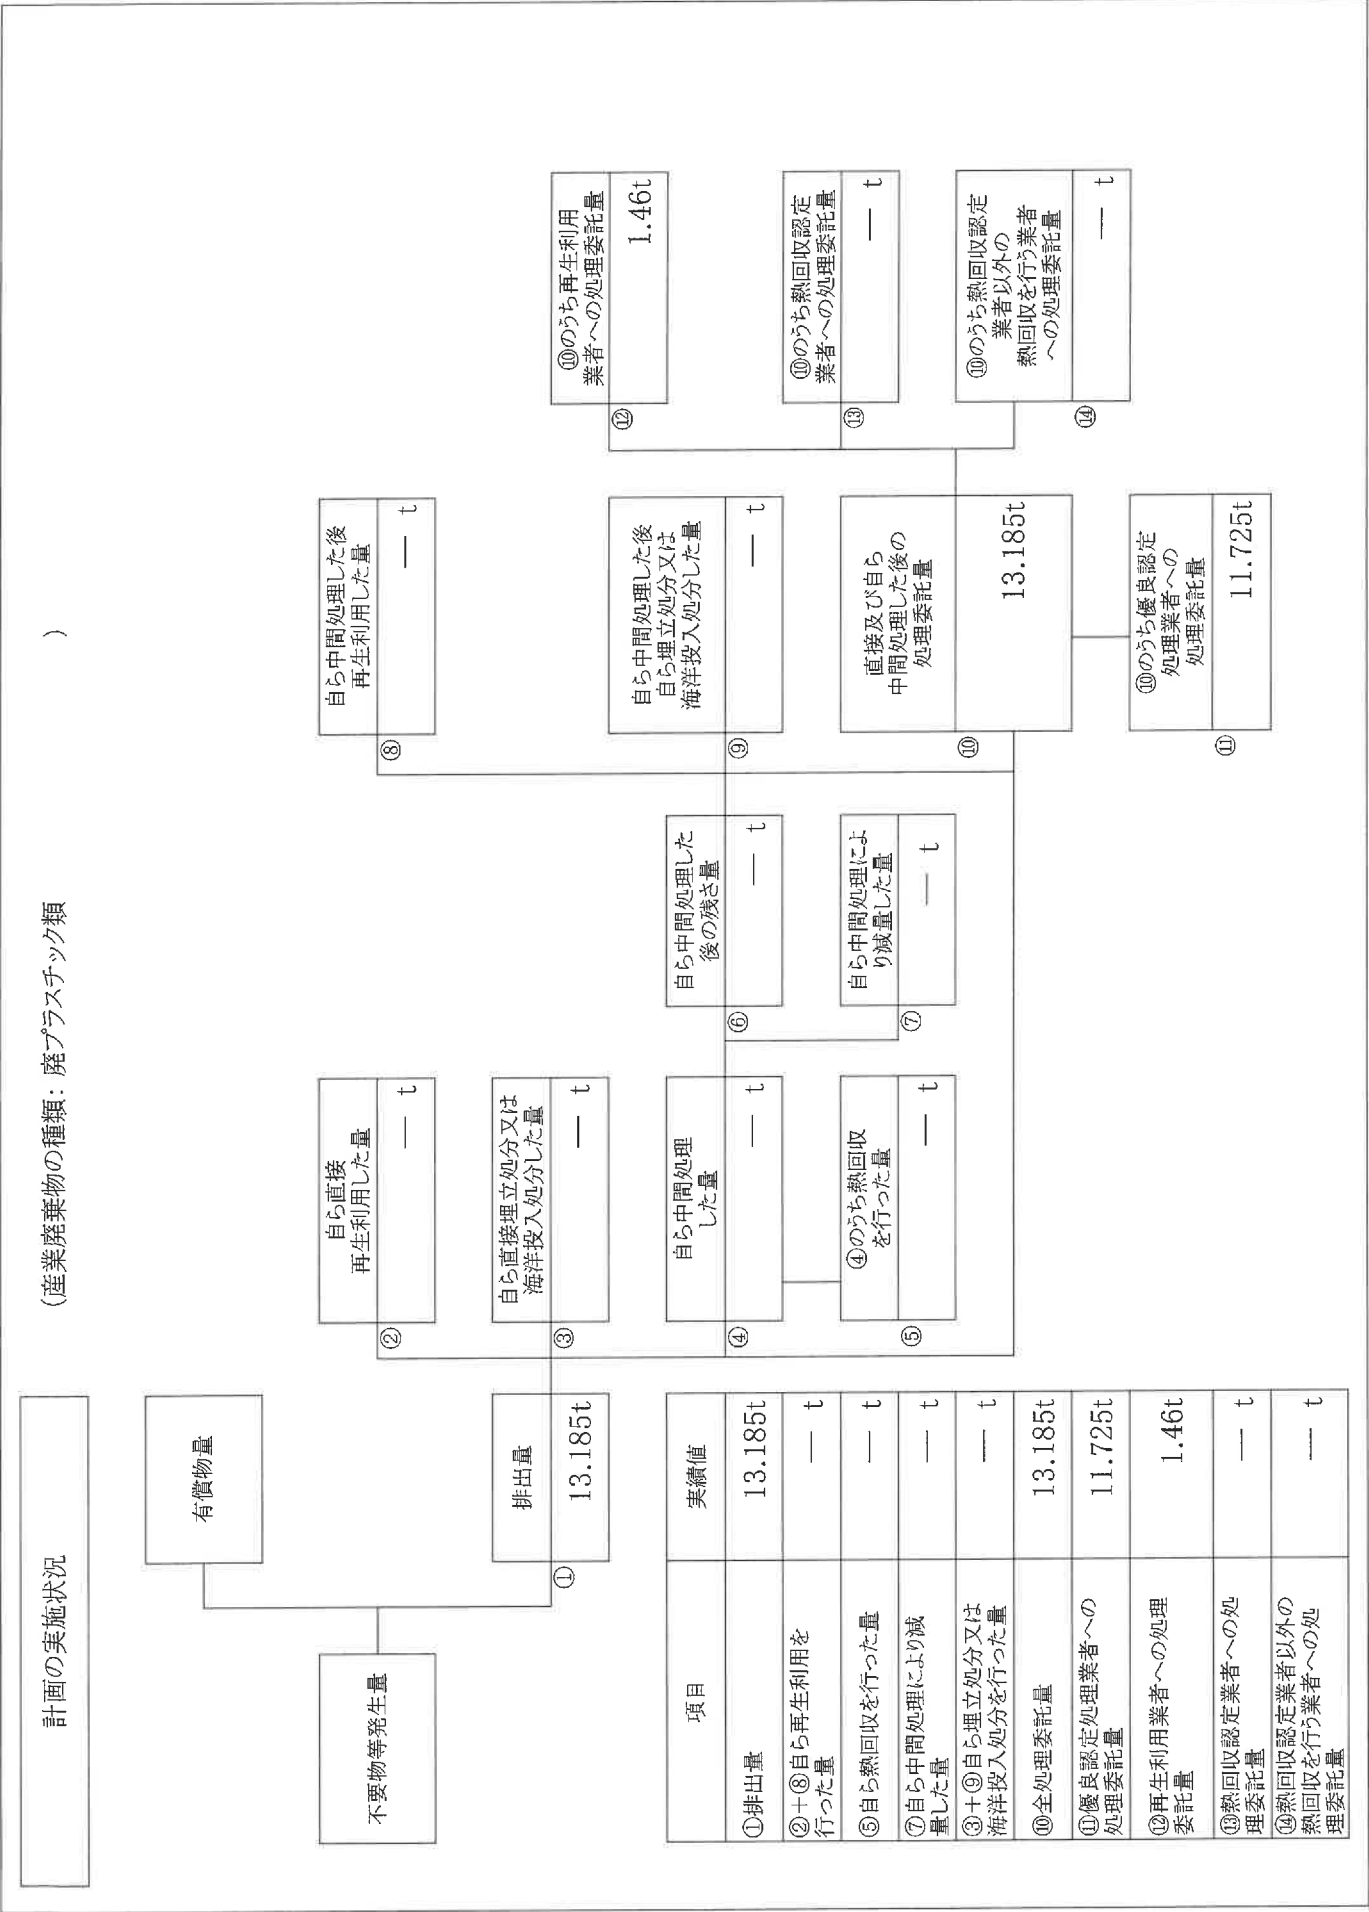 計画の実施状況
(産業廃棄物の種類：廃プラスチック類 )
不要物等発生量
有償物量
排出量
① 13.185t
自ら直接
再生利用した量
② — t
自ら直接埋立処分又は
海洋投入処分した量
③ — t
自ら中間処理
した量
④ — t
④のうち熱回収
を行った量
⑤ — t
自ら中間処理した
後の残さ量
⑥ — t
自ら中間処理によ
り減量した量
⑦ — t
自ら中間処理した後
再生利用した量
⑧ — t
自ら中間処理した後
自ら埋立処分又は
海洋投入処分した量
⑨ — t
直接及び自ら
中間処理した後の
処理委託量
⑩ 13.185t
⑩のうち優良認定
処理業者への
処理委託量
⑪ 11.725t
⑩のうち再生利用
業者への処理委託量
⑫ 1.46t
⑩のうち熱回収認定
業者への処理委託量
⑬ — t
⑩のうち熱回収認定
業者以外の
熱回収を行う業者
への処理委託量
⑭ — t
項目 実績値
①排出量 13.185t
②＋⑧自ら再生利用を
行った量 — t
⑤自ら熱回収を行った量 — t
⑦自ら中間処理により減
量した量 — t
③＋⑨自ら埋立処分又は
海洋投入処分を行った量 — t
⑩全処理委託量 13.185t
⑪優良認定処理業者への
処理委託量 11.725t
⑫再生利用業者への処理
委託量 1.46t
⑬熱回収認定業者への処
理委託量 — t
⑭熱回収認定業者以外の
熱回収を行う業者への処
理委託量 — t